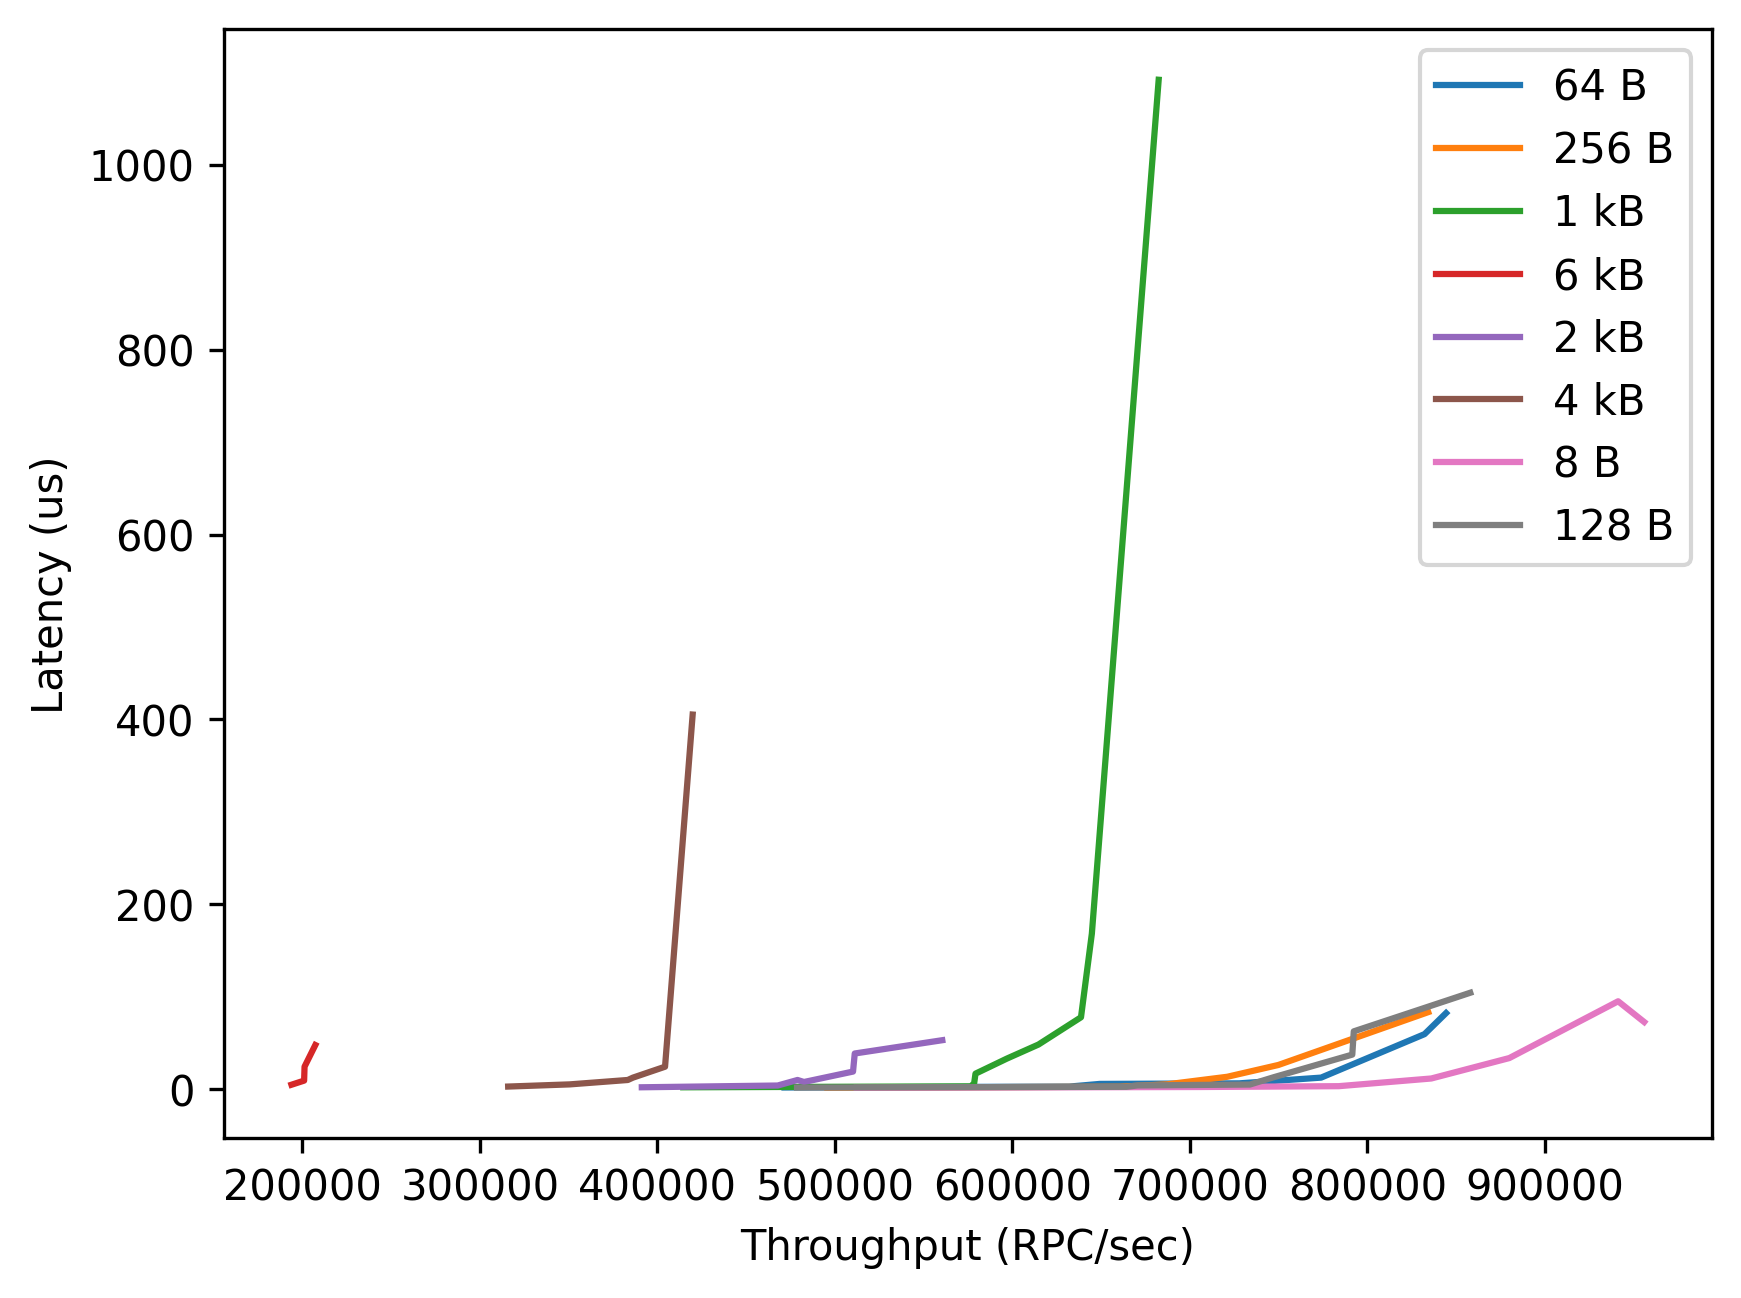 64 B
256 B
1 kB
6 kB
2 kB
4 kB
8 B
128 B
1000
800
600
400
200
0
Latency (us)
200000 300000 400000 500000 600000 700000 800000 900000
Throughput (RPC/sec)